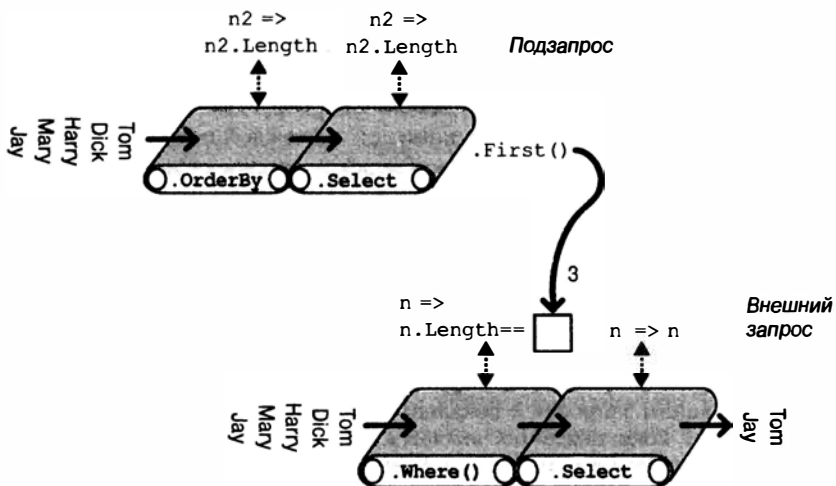 n2 =>
n2.Length
n2 =>
n2.Length
Подзапрос
Tom
Dick
Harry
Mary
Jay
.OrderBy
.Select
.First()
3
n =>
n.Length==
n => n
Внешний
запрос
Tom
Dick
Harry
Mary
Jay
.Where()
.Select
Tom
Jay